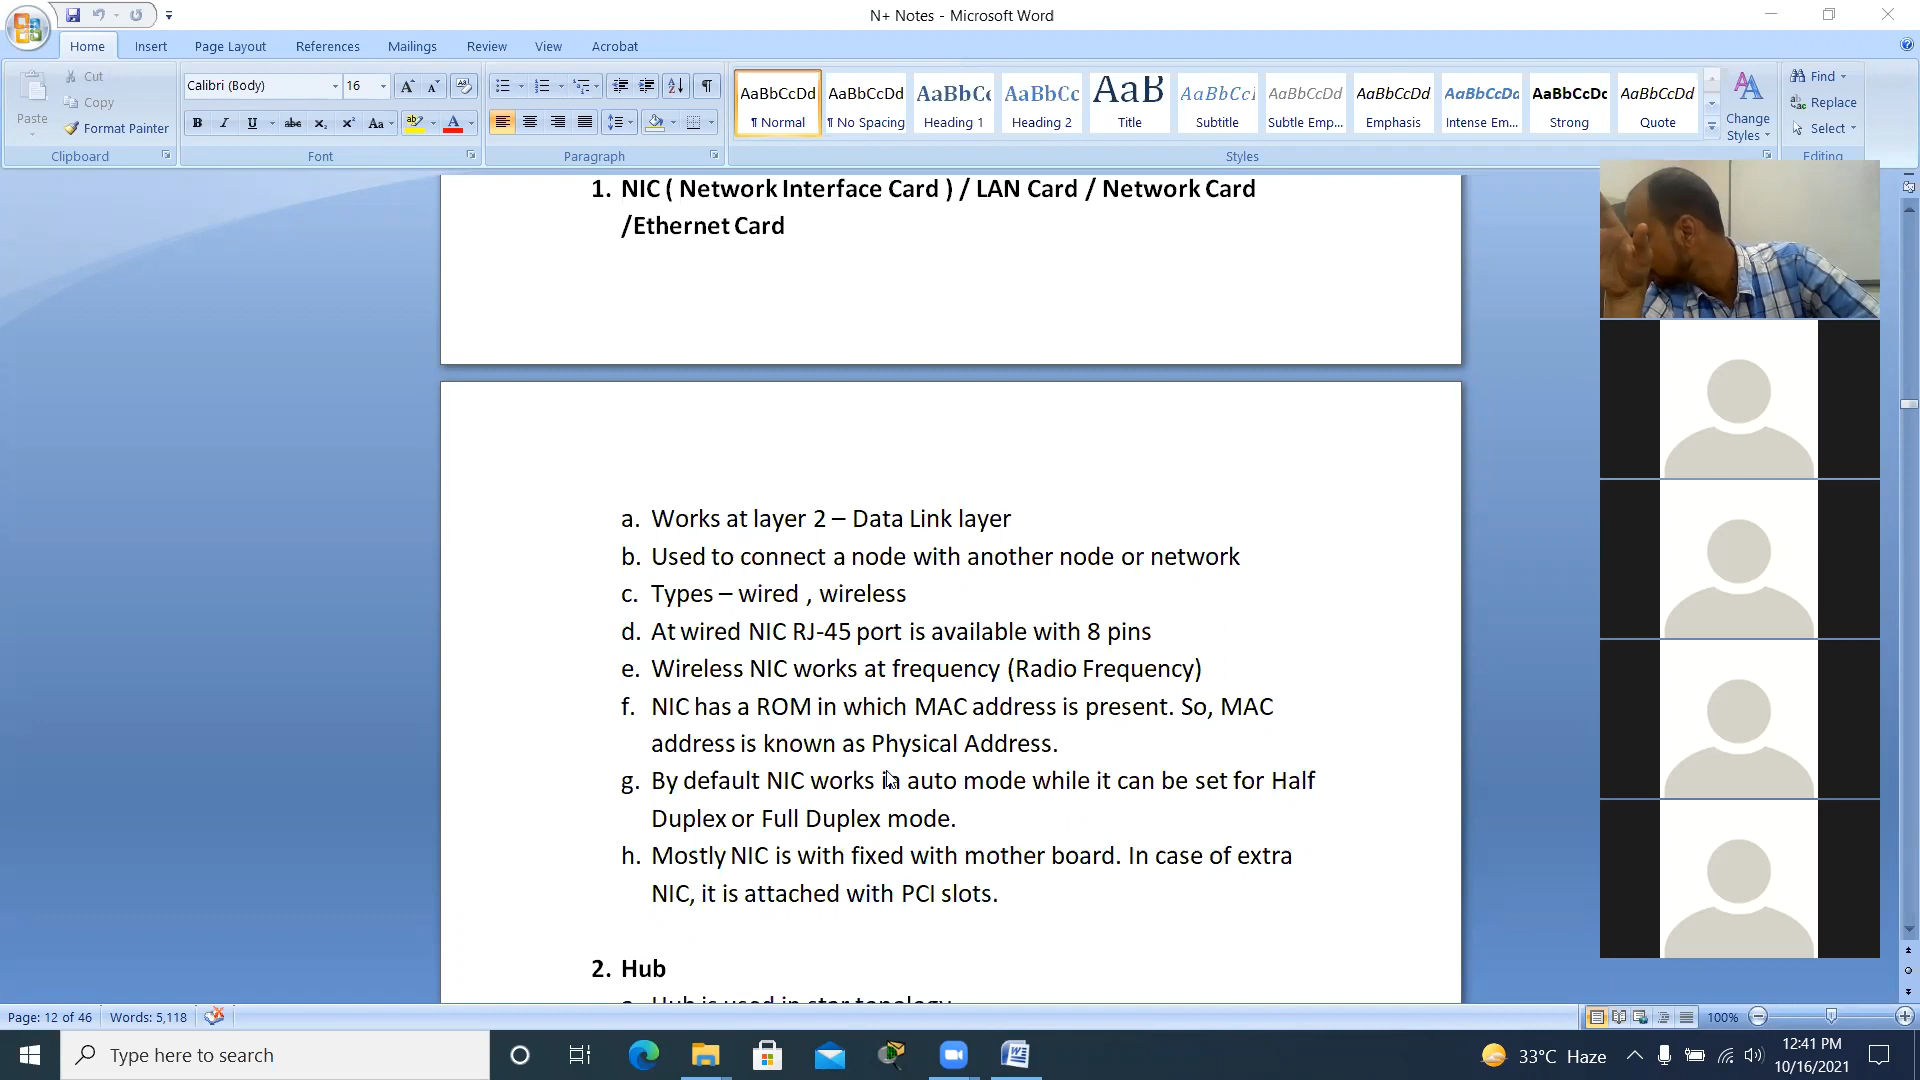 N+ Notes - Microsoft Word
Home Insert Page Layout References Mailings Review View Acrobat
Paste
Cut
Copy
Format Painter
Clipboard
Calibri (Body) 16
Font
Paragraph
AaBbCcDd AaBbCcDd AaBbCc AaBbCc AaB AaBbCcI AaBbCcDd AaBbCcDd AaBbCcDd AaBbCcDd AaBbCcDd
¶ Normal ¶ No Spacing Heading 1 Heading 2 Title Subtitle Subtle Emp... Emphasis Intense Em... Strong Quote
Change Styles
Styles
Find
Replace
Select
Editing
1. NIC ( Network Interface Card ) / LAN Card / Network Card
/Ethernet Card
a. Works at layer 2 – Data Link layer
b. Used to connect a node with another node or network
c. Types – wired , wireless
d. At wired NIC RJ-45 port is available with 8 pins
e. Wireless NIC works at frequency (Radio Frequency)
f. NIC has a ROM in which MAC address is present. So, MAC
address is known as Physical Address.
g. By default NIC works in auto mode while it can be set for Half
Duplex or Full Duplex mode.
h. Mostly NIC is with fixed with mother board. In case of extra
NIC, it is attached with PCI slots.
2. Hub
a. Hub is used in star topology
Page: 12 of 46 Words: 5,118 100%
Type here to search
33°C Haze
12:41 PM
10/16/2021